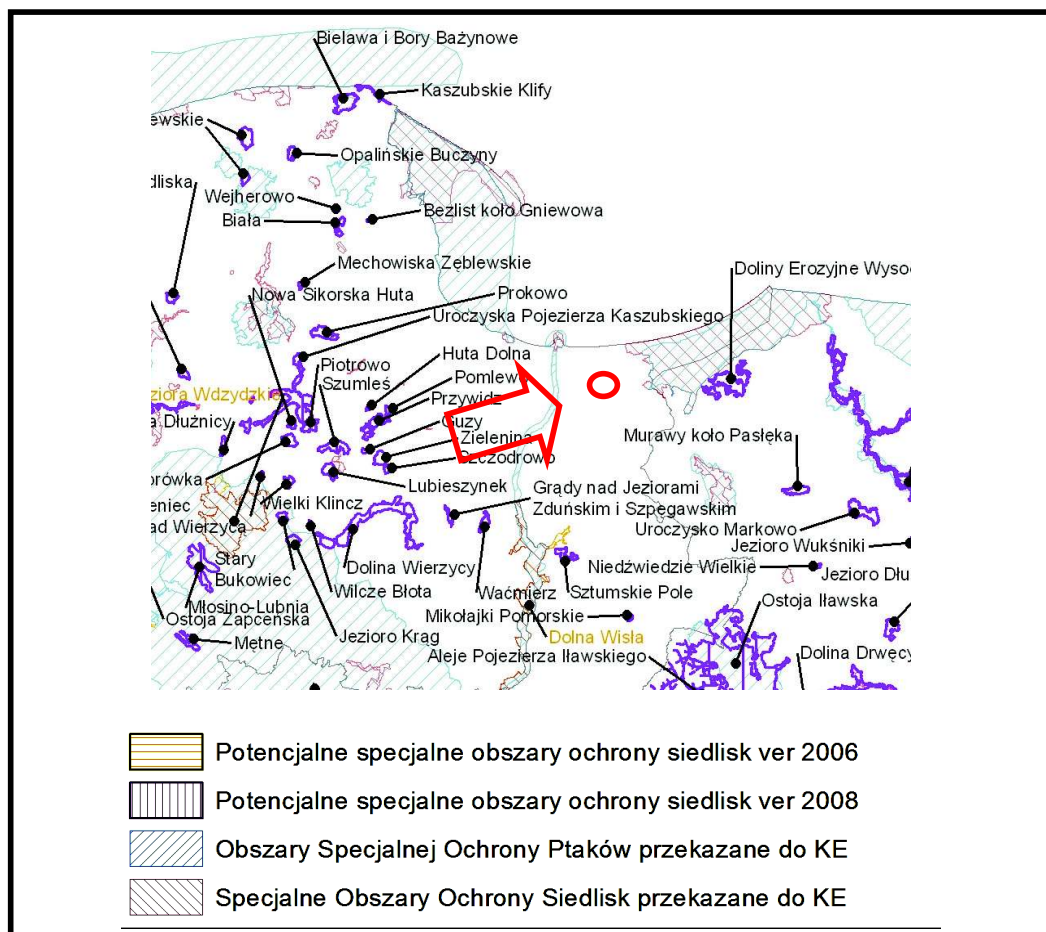 Bielawa i Bory Bażynowe
Kaszubskie Klify
ewskie
Opalińskie Buczyny
dliska
Wejherowo
Biała
Bezlist koło Gniewowa
Mechowiska Zęblewskie
Doliny Erozyjne Wysoc
Nowa Sikorska Huta
Prokowo
Uroczyska Pojezierza Kaszubskiego
Piotrowo
Huta Dolna
Szumleś
Pomlewo
ziora Wdzydzkie
Przywidz
a Dłużnicy
Guzy
Zielenina
Murawy koło Pasłęka
Szczodrowo
orówka
Lubieszynek
Grądy nad Jeziorami
Zduńskim i Szpęgawskim
eniec
Wielki Klincz
ad Wierzycą
Uroczysko Markowo
Jezioro Wukśniki
Stary
Bukowiec
Dolina Wierzycy
Niedźwiedzie Wielkie
Jezioro Dłu
Wilcze Błota
Waćmierz
Sztumskie Pole
Ostoja Iławska
Młosino-Lubnia
Mikołajki Pomorskie
Ostoja Zapceńska
Jezioro Krąg
Dolna Wisła
Mętne
Aleje Pojezierza Iławskiego
Dolina Drwęcy
Potencjalne specjalne obszary ochrony siedlisk ver 2006
Potencjalne specjalne obszary ochrony siedlisk ver 2008
Obszary Specjalnej Ochrony Ptaków przekazane do KE
Specjalne Obszary Ochrony Siedlisk przekazane do KE